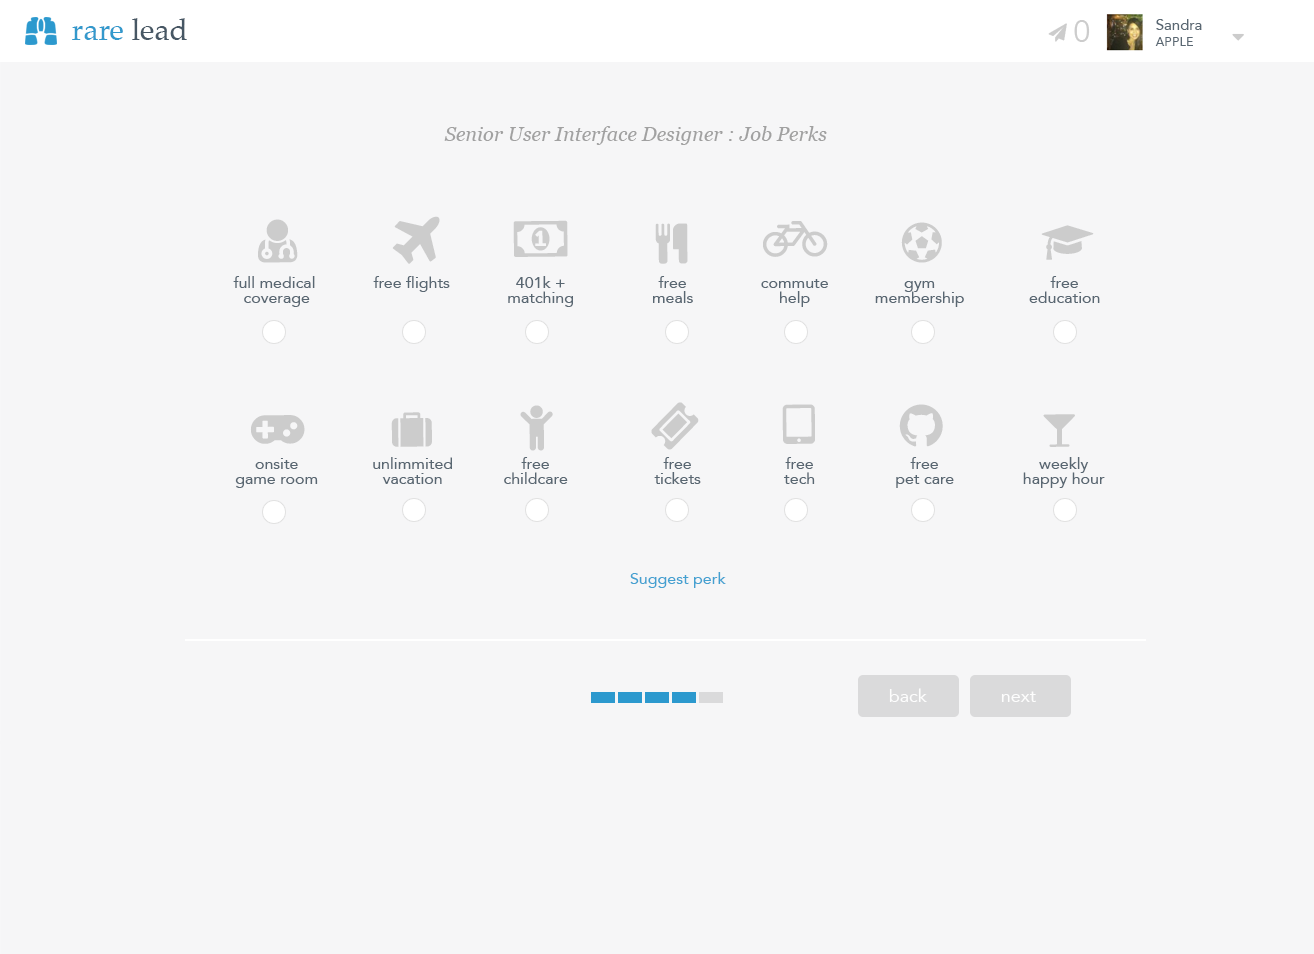 rare lead
0
Sandra
APPLE
Senior User Interface Designer : Job Perks
full medical
coverage
free flights
401k +
matching
free
meals
commute
help
gym
membership
free
education
onsite
game room
unlimmited
vacation
free
childcare
free
tickets
free
tech
free
pet care
weekly
happy hour
Suggest perk
back
next